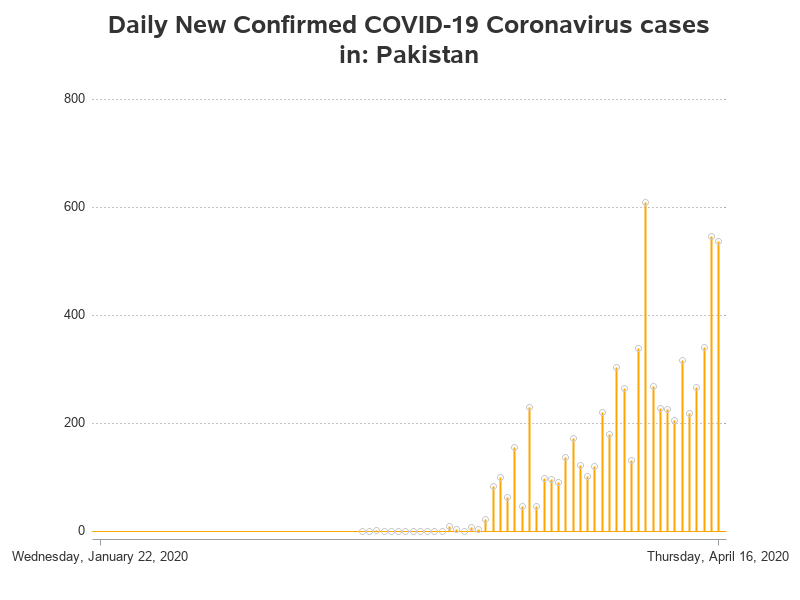 Daily New Confirmed COVID-19 Coronavirus cases
in: Pakistan
800
600
400
200
0
Wednesday, January 22, 2020
Thursday, April 16, 2020